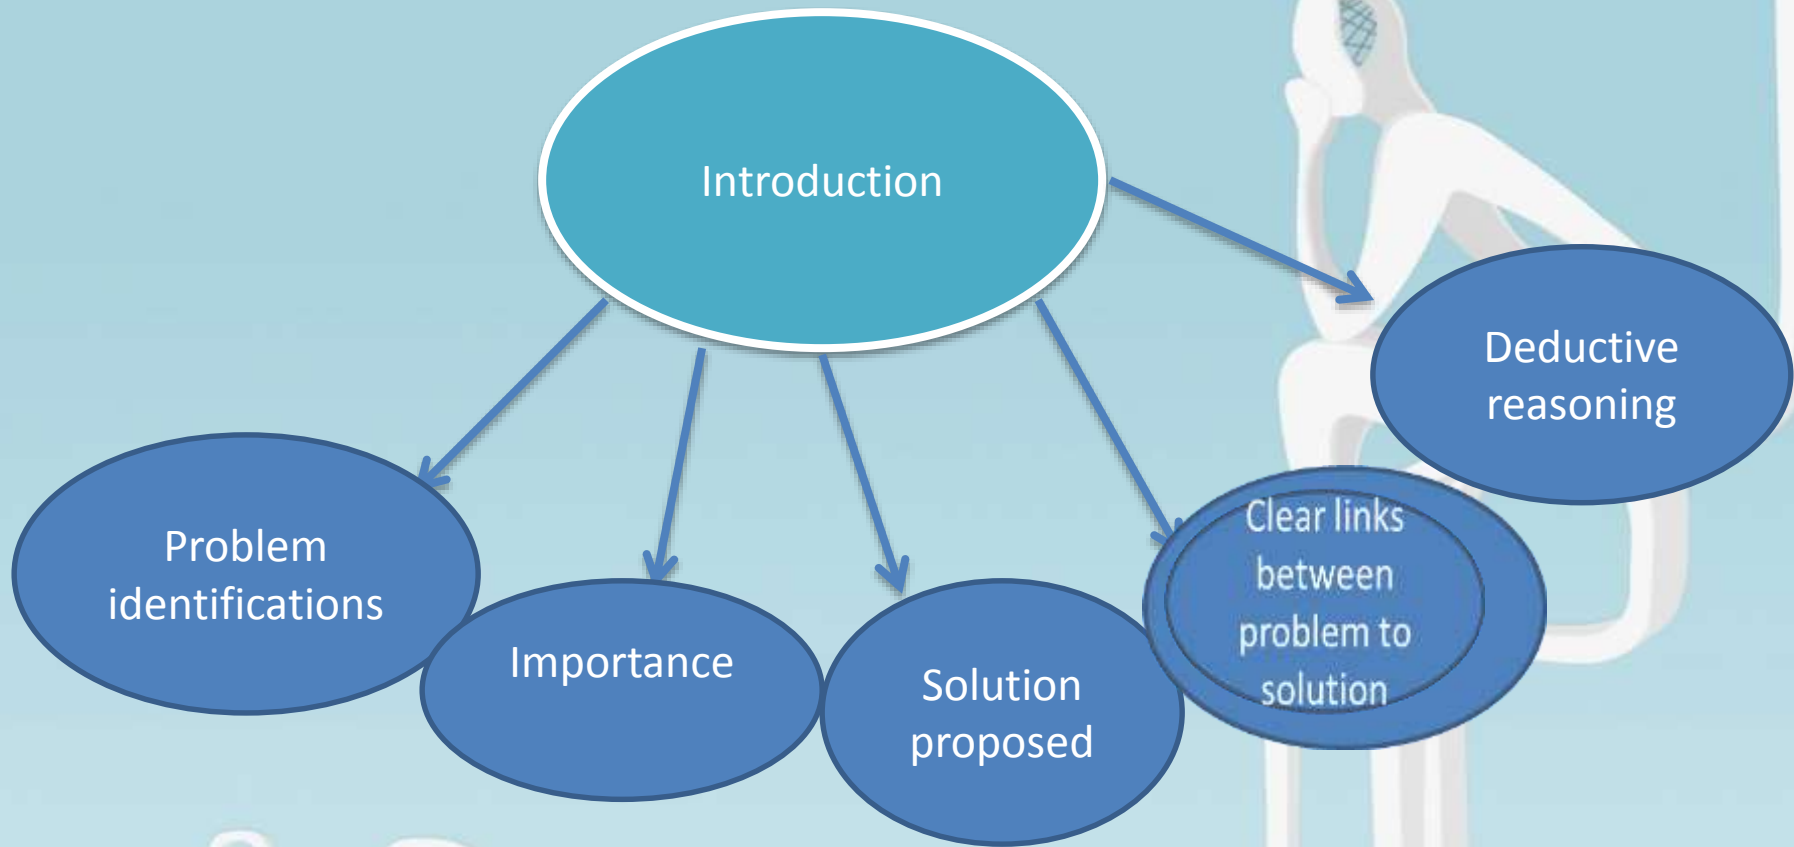 Introduction
Problem
identifications
Importance
Solution
proposed
Clear links
between
problem to
solution
Deductive
reasoning